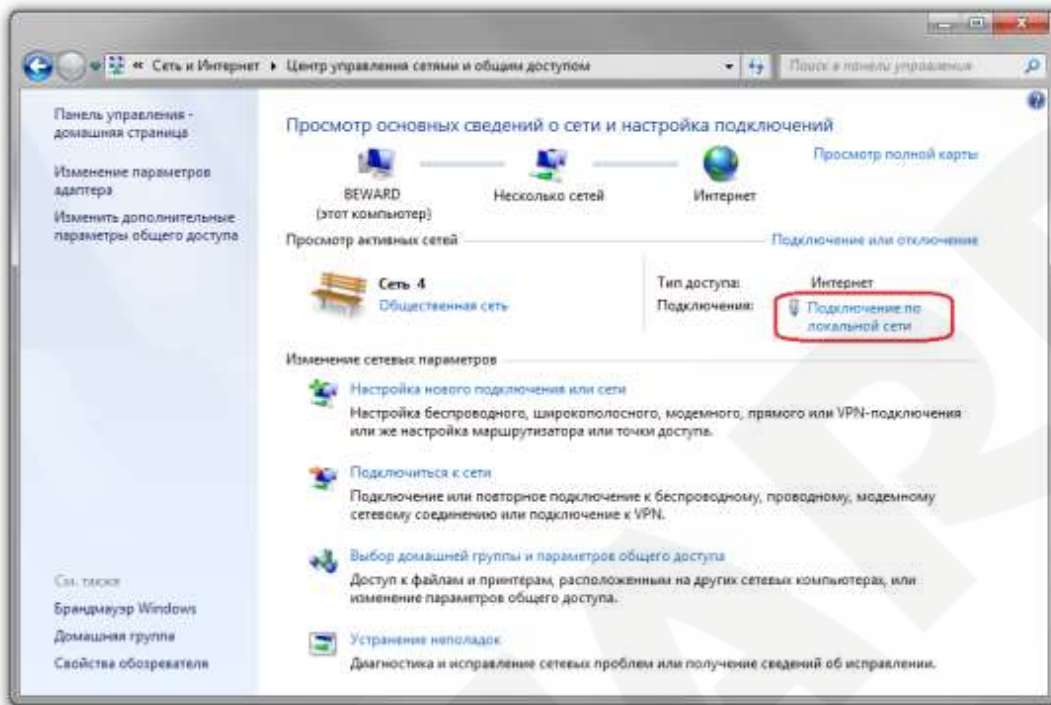 « Сеть и Интернет ▸ Центр управления сетями и общим доступом
Поиск в панели управления
Панель управления -
домашняя страница
Изменение параметров
адаптера
Изменить дополнительные
параметры общего доступа
Просмотр основных сведений о сети и настройка подключений
Просмотр полной карты
BEWARD
(этот компьютер)
Несколько сетей
Интернет
Просмотр активных сетей
Подключение или отключение
Сеть 4
Общественная сеть
Тип доступа:
Интернет
Подключения:
Подключение по
локальной сети
Изменение сетевых параметров
Настройка нового подключения или сети
Настройка беспроводного, широкополосного, модемного, прямого или VPN-подключения
или же настройка маршрутизатора или точки доступа.
Подключиться к сети
Подключение или повторное подключение к беспроводному, проводному, модемному
сетевому соединению или подключение к VPN.
Выбор домашней группы и параметров общего доступа
Доступ к файлам и принтерам, расположенным на других сетевых компьютерах, или
изменение параметров общего доступа.
Устранение неполадок
Диагностика и исправление сетевых проблем или получение сведений об исправлении.
См. также
Брандмауэр Windows
Домашняя группа
Свойства обозревателя